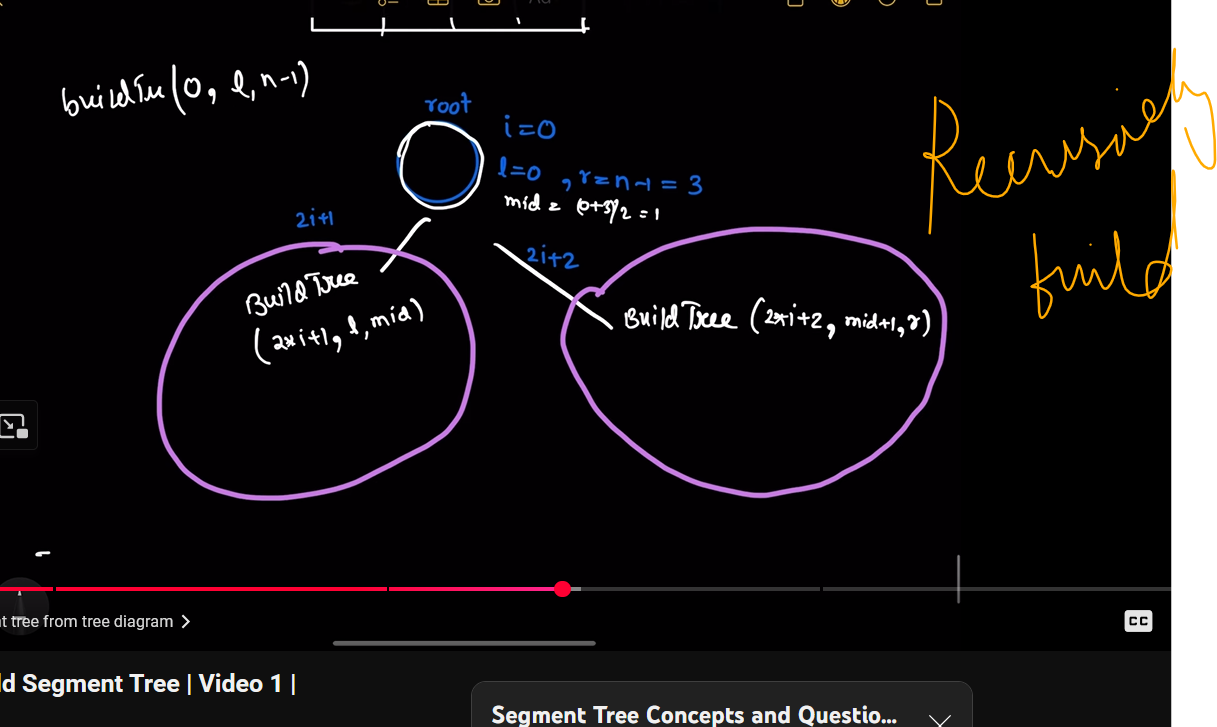 buildTree(0, l, n-1)
root
i=0
l=0 , r=n-1 = 3
mid = (0+3)/2 = 1
2i+1
2i+2
BuildTree
(2*i+1, l, mid)
BuildTree (2*i+2, mid+1, r)
Recursively
build
t tree from tree diagram
CC
ld Segment Tree | Video 1 |
Segment Tree Concepts and Questio...